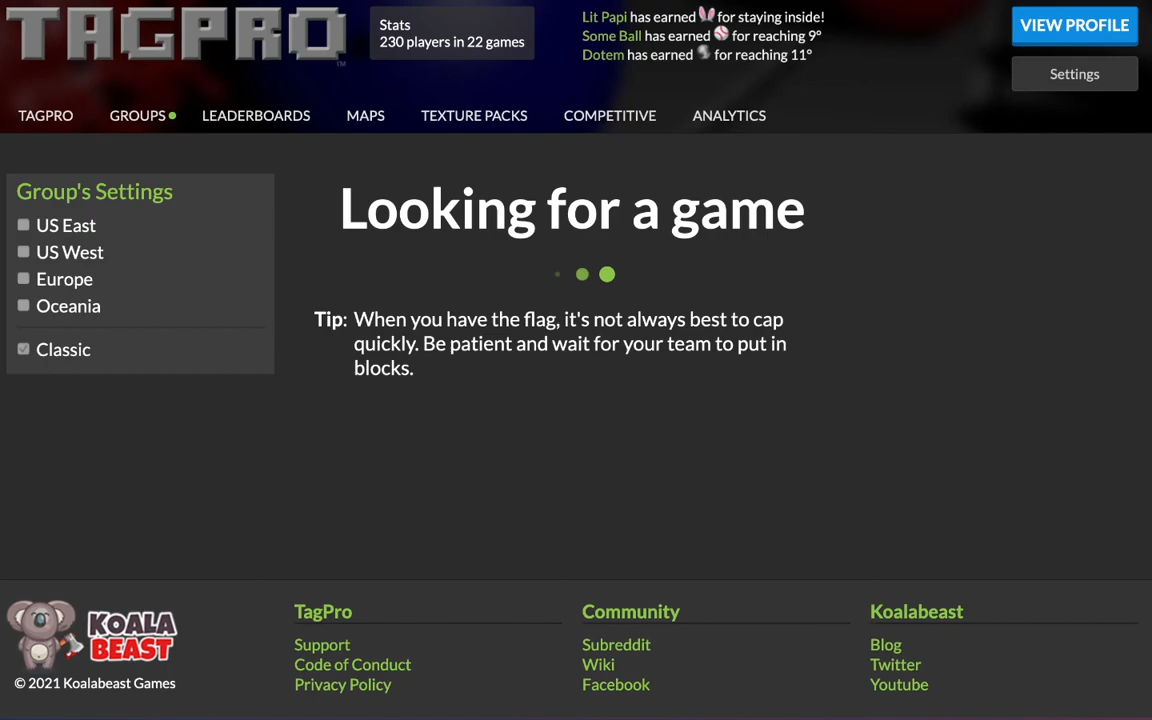 TAGPRO
TM
Stats
230 players in 22 games
Lit Papi has earned for staying inside!
Some Ball has earned for reaching 9°
Dotem has earned for reaching 11°
VIEW PROFILE
Settings
TAGPRO
GROUPS
LEADERBOARDS
MAPS
TEXTURE PACKS
COMPETITIVE
ANALYTICS
Group's Settings
US East
US West
Europe
Oceania
Classic
Looking for a game
Tip: When you have the flag, it's not always best to cap
quickly. Be patient and wait for your team to put in
blocks.
KOALA
BEAST
© 2021 Koalabeast Games
TagPro
Support
Code of Conduct
Privacy Policy
Community
Subreddit
Wiki
Facebook
Koalabeast
Blog
Twitter
Youtube